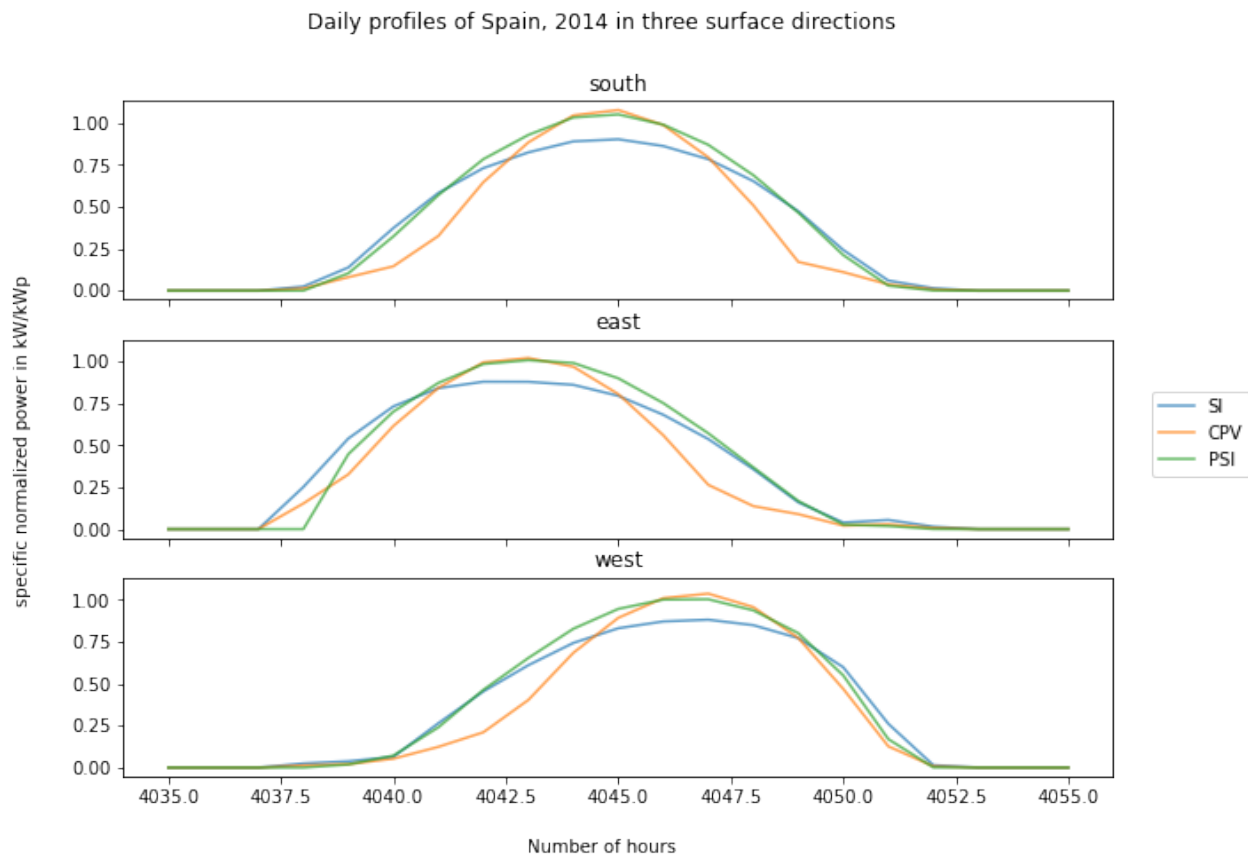 Daily profiles of Spain, 2014 in three surface directions
south
1.00
0.75
0.50
0.25
0.00
east
1.00
0.75
0.50
0.25
0.00
west
1.00
0.75
0.50
0.25
0.00
4035.0 4037.5 4040.0 4042.5 4045.0 4047.5 4050.0 4052.5 4055.0
Number of hours
specific normalized power in kW/kWp
SI
CPV
PSI